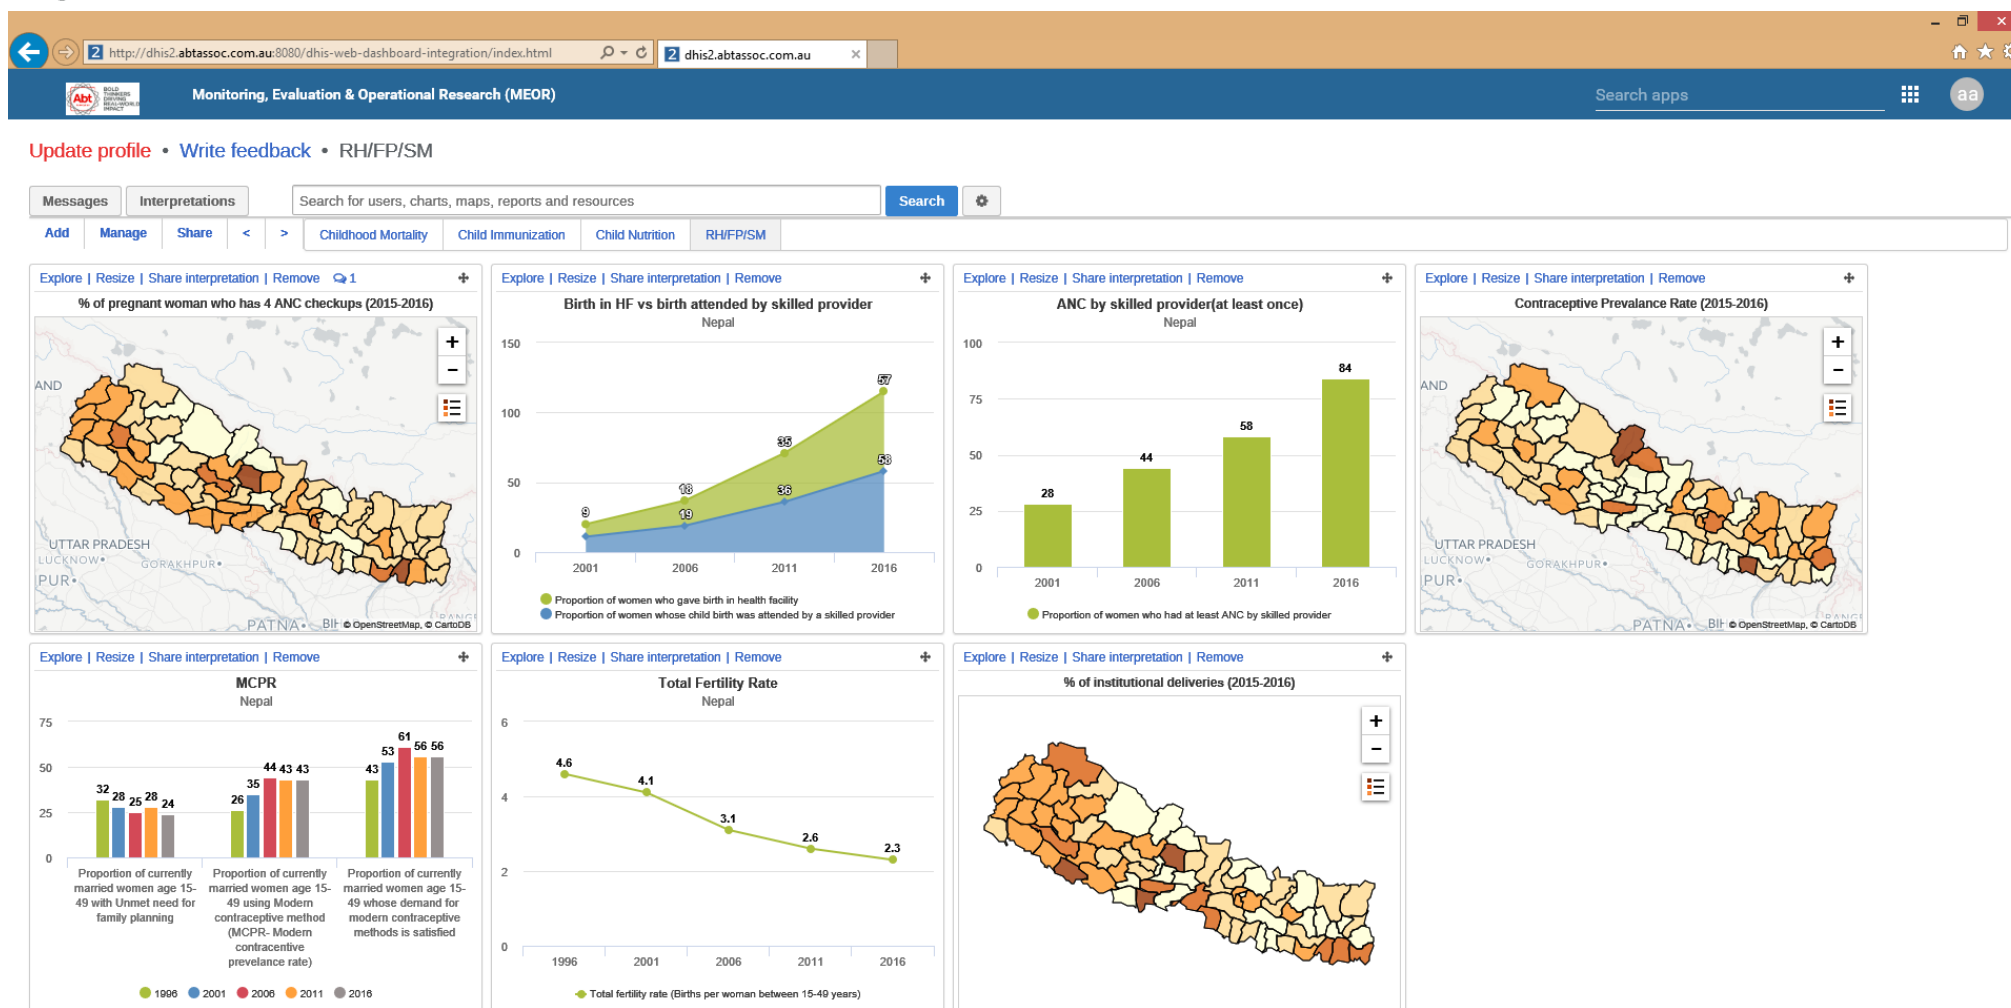 http://dhis2.abtassoc.com.au:8080/dhis-web-dashboard-integration/index.html
dhis2.abtassoc.com.au
Abt
BOLD
THINKERS
DRIVING
REAL-WORLD
IMPACT
Monitoring, Evaluation & Operational Research (MEOR)
Search apps
aa
Update profile • Write feedback • RH/FP/SM
Messages
Interpretations
Search for users, charts, maps, reports and resources
Search
Add
Manage
Share
<
>
Childhood Mortality
Child Immunization
Child Nutrition
RH/FP/SM
Explore | Resize | Share interpretation | Remove 1
% of pregnant woman who has 4 ANC checkups (2015-2016)
+
−
AND
UTTAR PRADESH
LUCKNOW
GORAKHPUR
PUR
PATNA
BIH
© OpenStreetMap, © CartoDB
Explore | Resize | Share interpretation | Remove
Birth in HF vs birth attended by skilled provider
Nepal
150
100
50
0
9
18
35
57
19
36
58
2001
2006
2011
2016
Proportion of women who gave birth in health facility
Proportion of women whose child birth was attended by a skilled provider
Explore | Resize | Share interpretation | Remove
ANC by skilled provider(at least once)
Nepal
100
75
50
25
0
28
44
58
84
2001
2006
2011
2016
Proportion of women who had at least ANC by skilled provider
Explore | Resize | Share interpretation | Remove
Contraceptive Prevalance Rate (2015-2016)
+
−
AND
UTTAR PRADESH
LUCKNOW
GORAKHPUR
PUR
PATNA
BIH
© OpenStreetMap, © CartoDB
Explore | Resize | Share interpretation | Remove
MCPR
Nepal
75
50
25
0
32
28
25
28
24
26
35
44
43
43
43
53
61
56
56
Proportion of currently
married women age 15-
49 with Unmet need for
family planning
Proportion of currently
married women age 15-
49 using Modern
contraceptive method
(MCPR- Modern
contracentive
prevelance rate)
Proportion of currently
married women age 15-
49 whose demand for
modern contraceptive
methods is satisfied
1996
2001
2006
2011
2016
Explore | Resize | Share interpretation | Remove
Total Fertility Rate
Nepal
6
4
2
0
4.6
4.1
3.1
2.6
2.3
1996
2001
2006
2011
2016
Total fertility rate (Births per woman between 15-49 years)
Explore | Resize | Share interpretation | Remove
% of institutional deliveries (2015-2016)
+
−